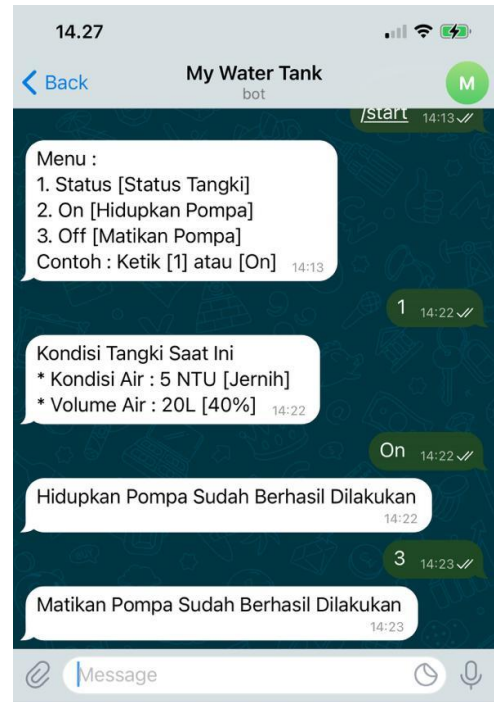 14.27
Back
My Water Tank
bot
M
/start 14:13
Menu :
1. Status [Status Tangki]
2. On [Hidupkan Pompa]
3. Off [Matikan Pompa]
Contoh : Ketik [1] atau [On] 14:13
1 14:22
Kondisi Tangki Saat Ini
* Kondisi Air : 5 NTU [Jernih]
* Volume Air : 20L [40%] 14:22
On 14:22
Hidupkan Pompa Sudah Berhasil Dilakukan
14:22
3 14:23
Matikan Pompa Sudah Berhasil Dilakukan
14:23
Message